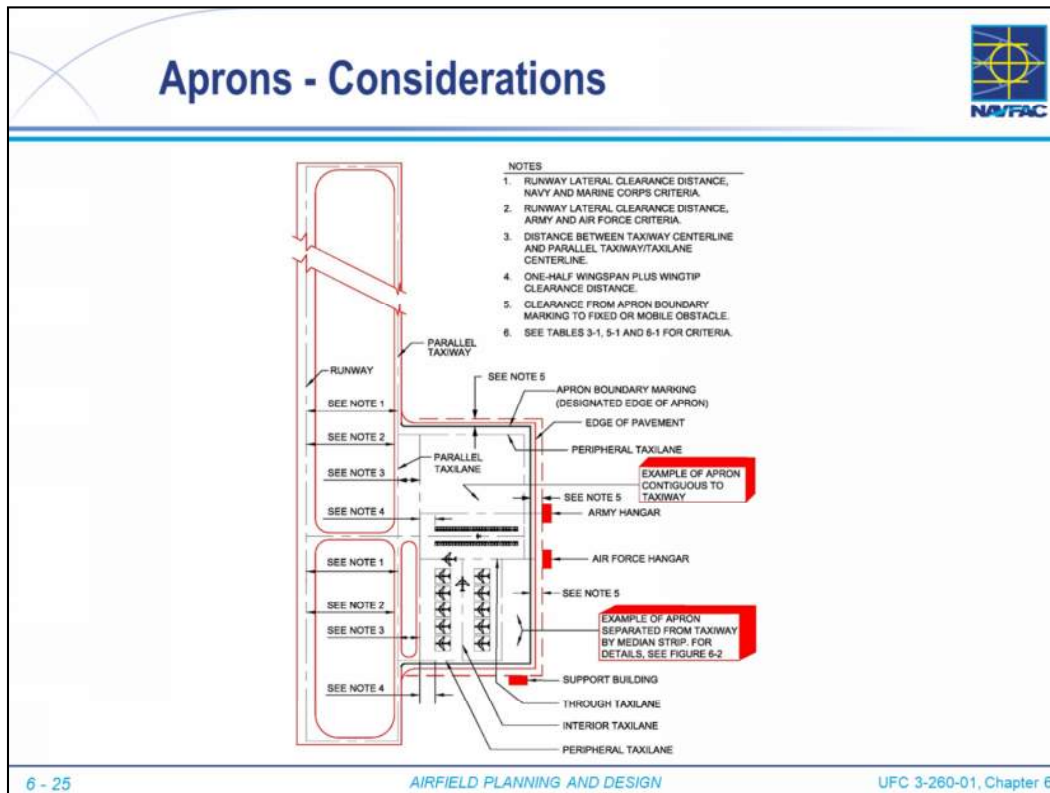 Aprons - Considerations
NAVFAC
NOTES
1. RUNWAY LATERAL CLEARANCE DISTANCE,
NAVY AND MARINE CORPS CRITERIA.
2. RUNWAY LATERAL CLEARANCE DISTANCE,
ARMY AND AIR FORCE CRITERIA.
3. DISTANCE BETWEEN TAXIWAY CENTERLINE
AND PARALLEL TAXIWAY/TAXILANE
CENTERLINE.
4. ONE-HALF WINGSPAN PLUS WINGTIP
CLEARANCE DISTANCE.
5. CLEARANCE FROM APRON BOUNDARY
MARKING TO FIXED OR MOBILE OBSTACLE.
6. SEE TABLES 3-1, 5-1 AND 6-1 FOR CRITERIA.
PARALLEL
TAXIWAY
RUNWAY
SEE NOTE 5
APRON BOUNDARY MARKING
(DESIGNATED EDGE OF APRON)
SEE NOTE 1
EDGE OF PAVEMENT
SEE NOTE 2
PERIPHERAL TAXILANE
PARALLEL
TAXILANE
SEE NOTE 3
EXAMPLE OF APRON
CONTIGUOUS TO
TAXIWAY
SEE NOTE 5
SEE NOTE 4
ARMY HANGAR
AIR FORCE HANGAR
SEE NOTE 1
SEE NOTE 5
SEE NOTE 2
SEE NOTE 3
EXAMPLE OF APRON
SEPARATED FROM TAXIWAY
BY MEDIAN STRIP. FOR
DETAILS, SEE FIGURE 6-2
SUPPORT BUILDING
SEE NOTE 4
THROUGH TAXILANE
INTERIOR TAXILANE
PERIPHERAL TAXILANE
6 - 25
AIRFIELD PLANNING AND DESIGN
UFC 3-260-01, Chapter 6